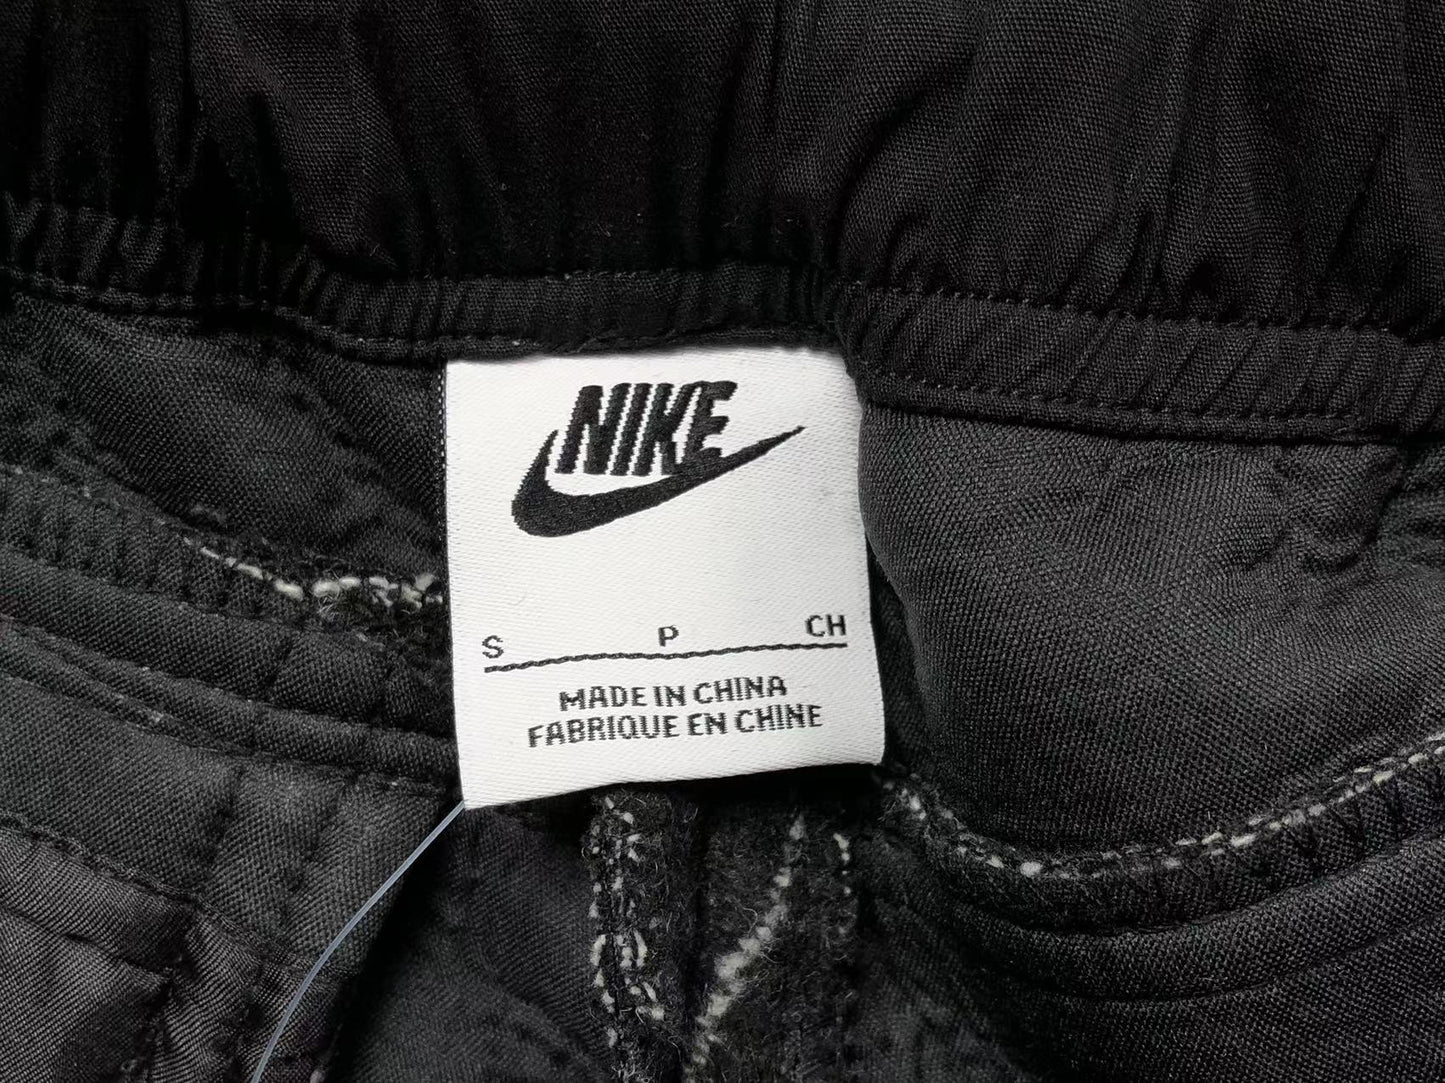 NIKE
S P CH
MADE IN CHINA
FABRIQUE EN CHINE